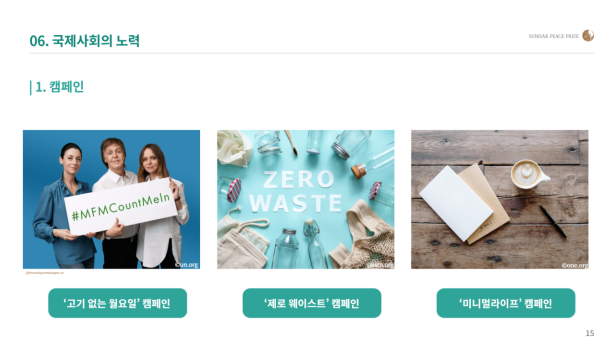 06. 국제사회의 노력
SUNHAK PEACE PRIZE
| 1. 캠페인
#MFMCountMeIn
©un.org
ZERO
WASTE
©one.org
‘고기 없는 월요일’ 캠페인
‘제로 웨이스트’ 캠페인
‘미니멀라이프’ 캠페인
15